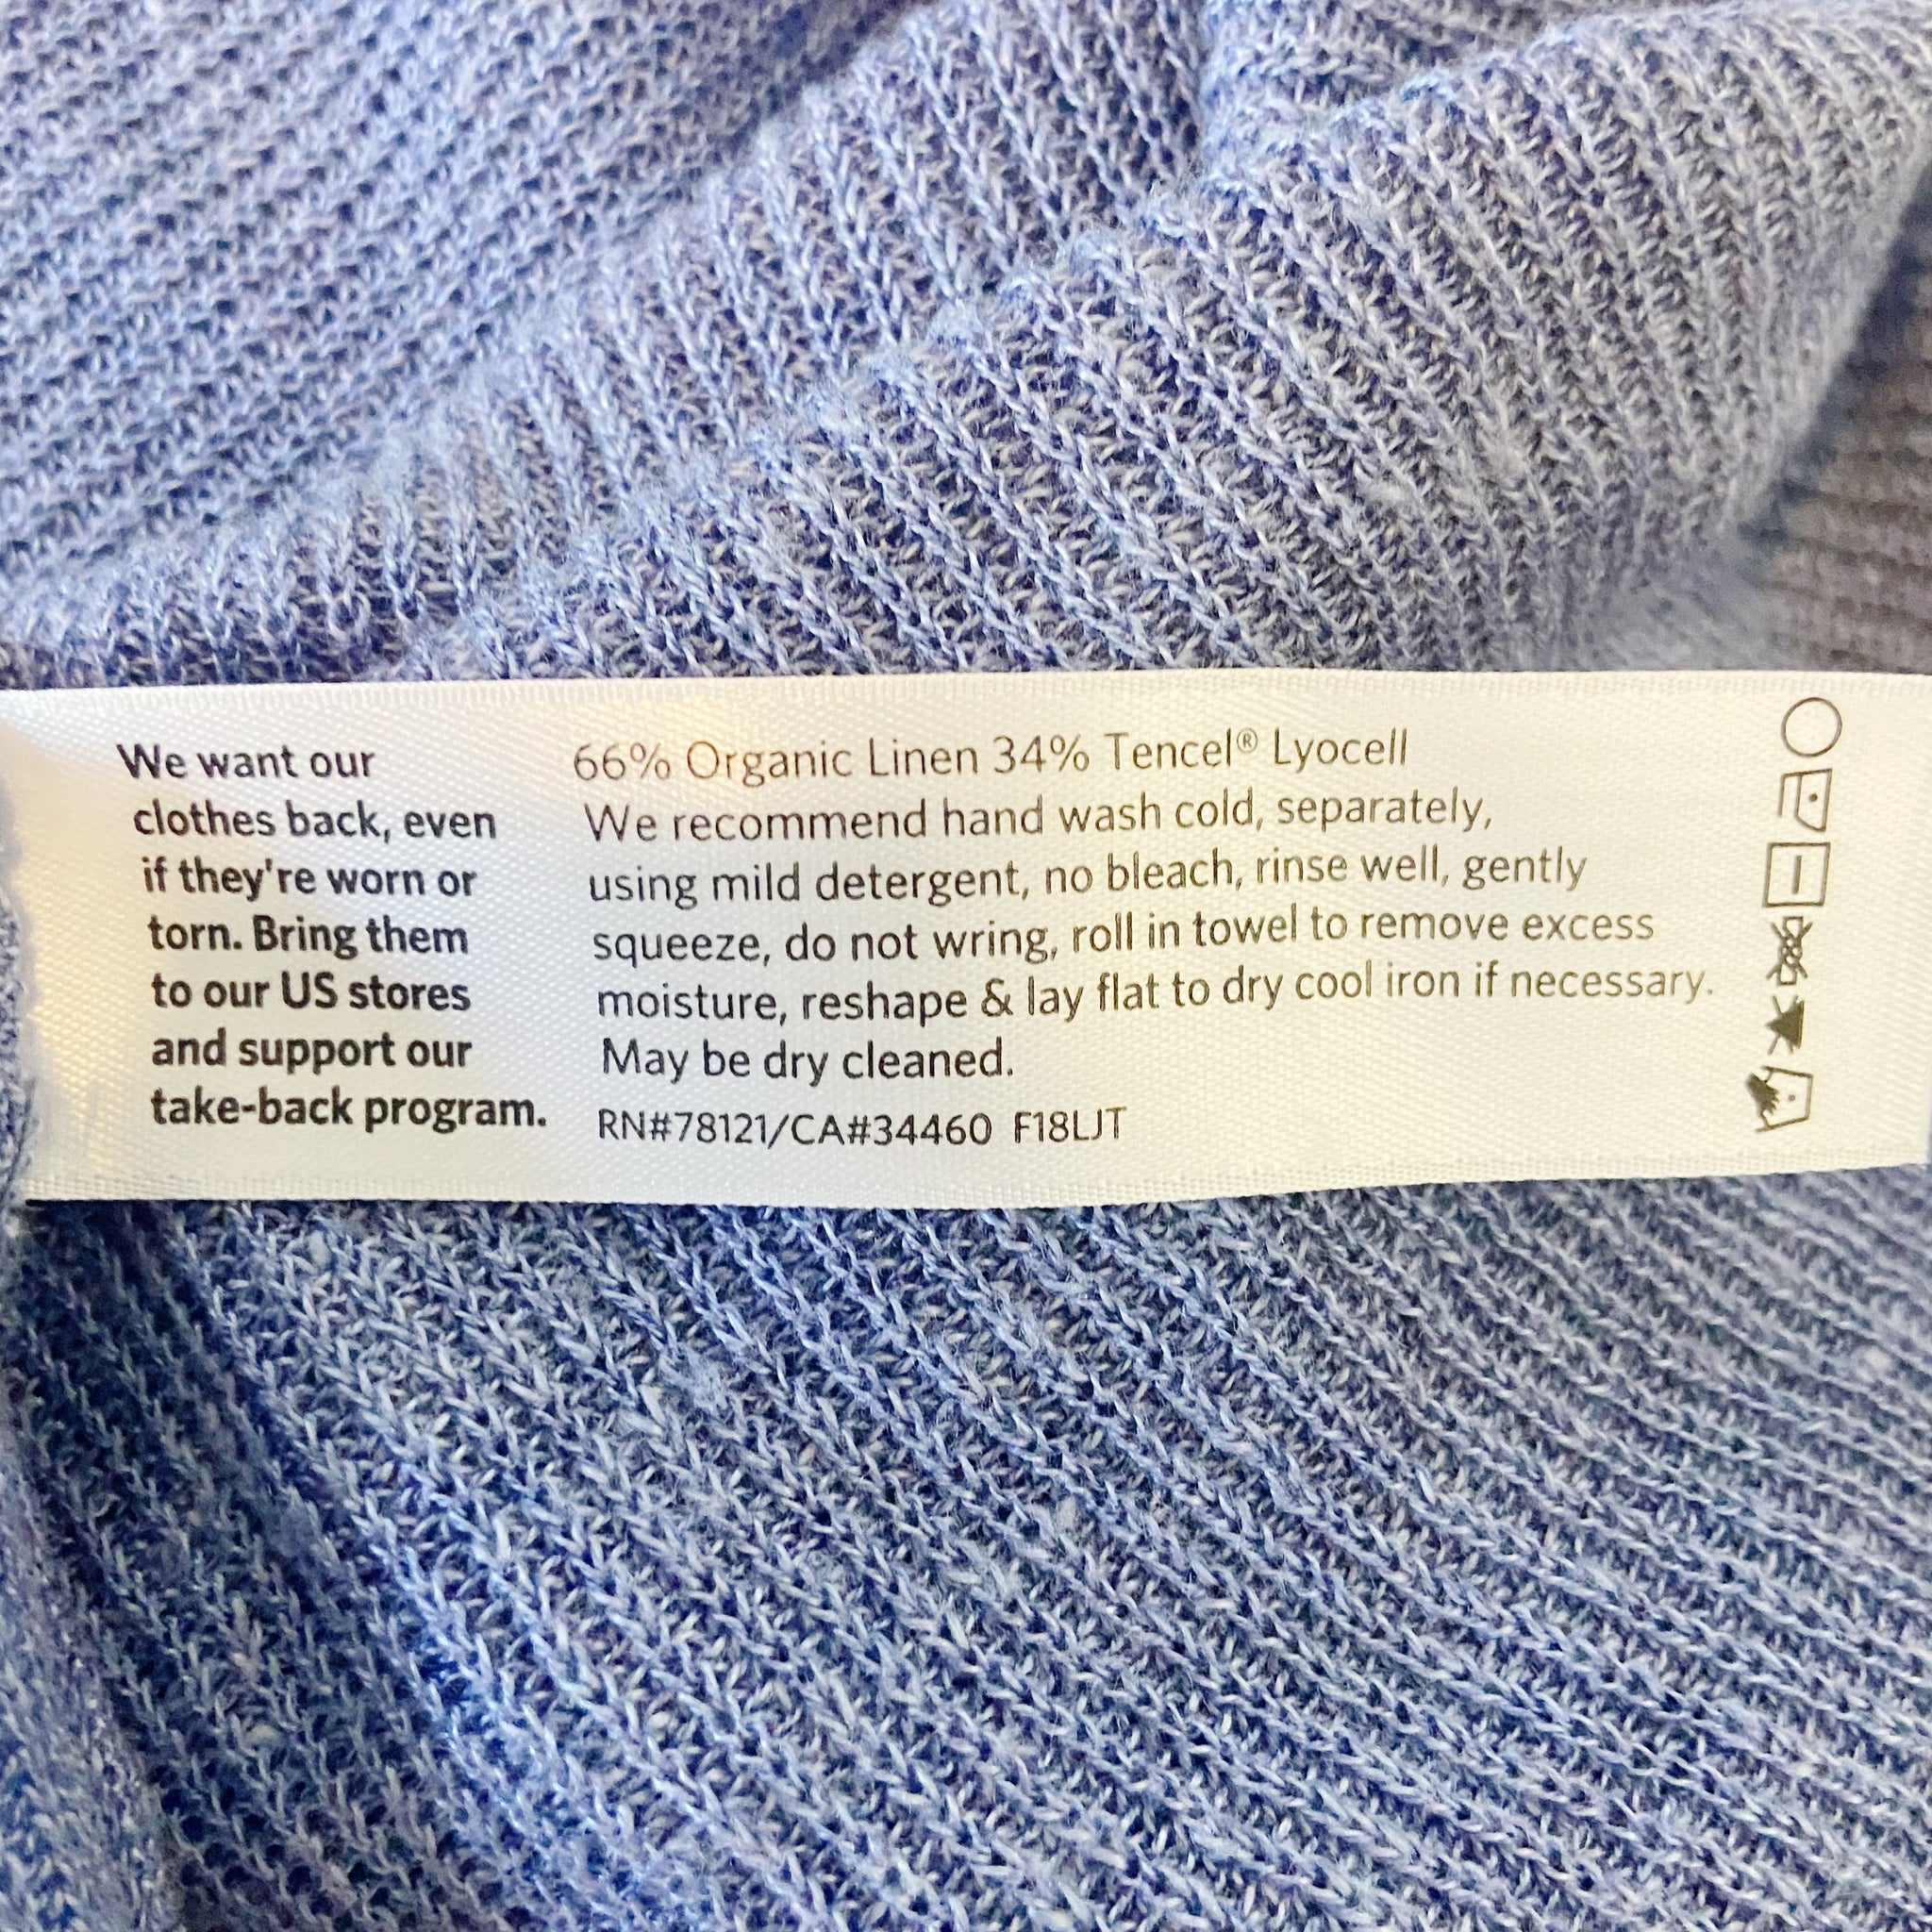 We want our
clothes back, even
if they're worn or
torn. Bring them
to our US stores
and support our
take-back program.
66% Organic Linen 34% Tencel® Lyocell
We recommend hand wash cold, separately,
using mild detergent, no bleach, rinse well, gently
squeeze, do not wring, roll in towel to remove excess
moisture, reshape & lay flat to dry cool iron if necessary.
May be dry cleaned.
RN#78121/CA#34460 F18LJT